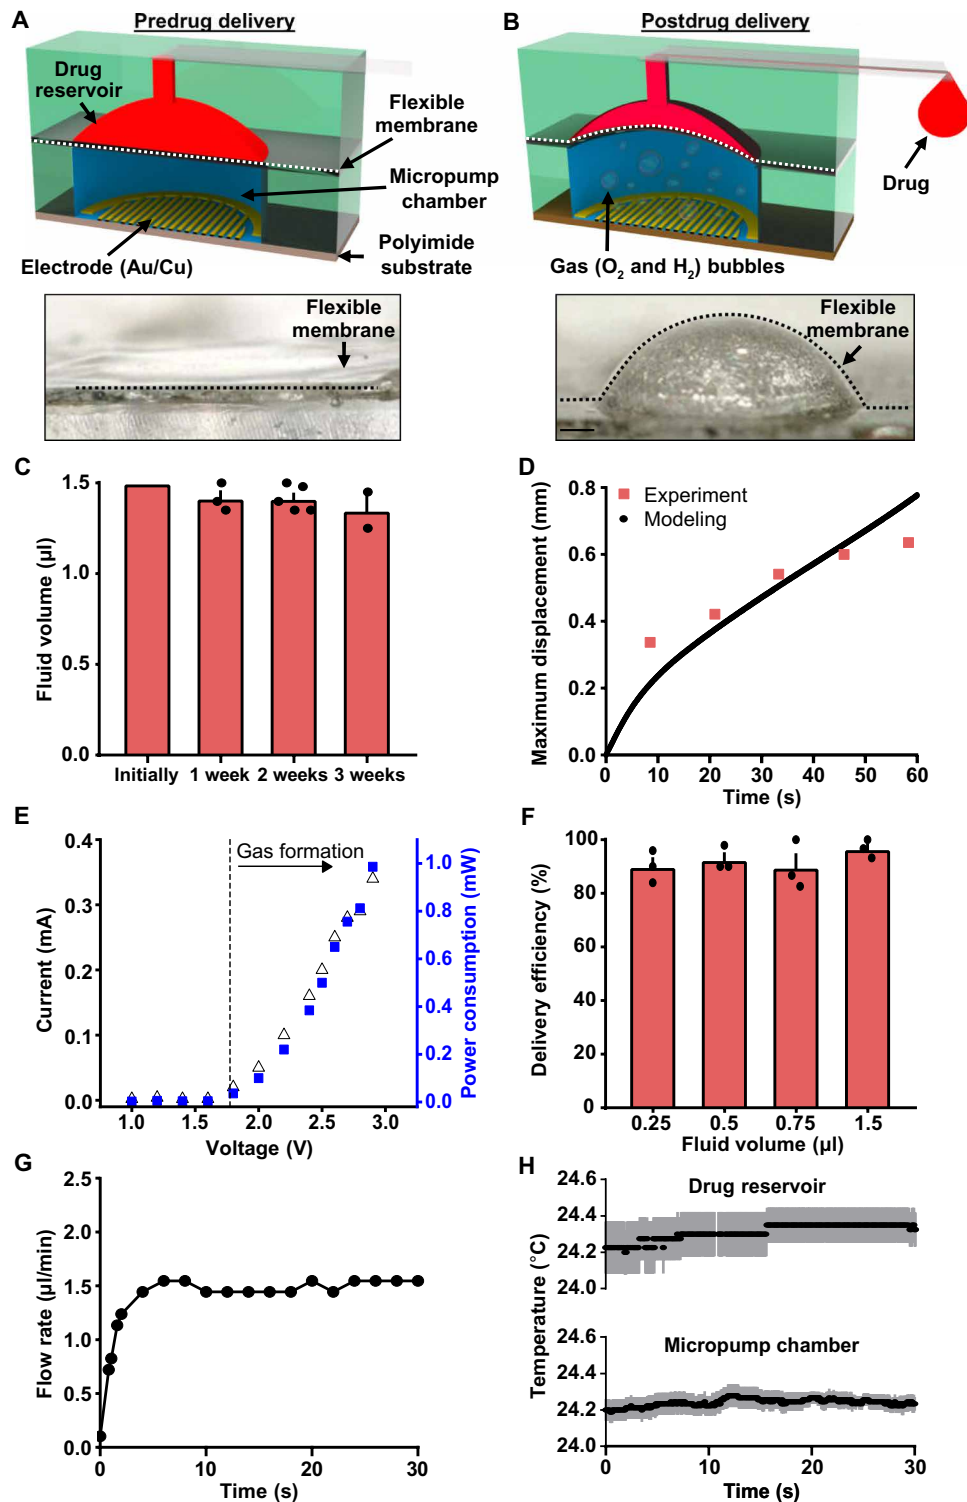 A
Predrug delivery
Drug
reservoir
Flexible
membrane
Micropump
chamber
Polyimide
substrate
Electrode (Au/Cu)
Flexible
membrane
B
Postdrug delivery
Drug
Gas (O₂ and H₂) bubbles
Flexible
membrane
C
Fluid volume (µl)
1.5
1.0
0.5
0.0
Initially 1 week 2 weeks 3 weeks
D
Maximum displacement (mm)
0.8
0.6
0.4
0.2
0.0
Experiment
Modeling
0 10 20 30 40 50 60
Time (s)
E
Current (mA)
0.4
0.3
0.2
0.1
0.0
Gas formation
1.0
0.8
0.6
0.4
0.2
0.0
Power consumption (mW)
1.0 1.5 2.0 2.5 3.0
Voltage (V)
F
Delivery efficiency (%)
100
80
60
40
20
0
0.25 0.5 0.75 1.5
Fluid volume (µl)
G
Flow rate (µl/min)
2.5
2.0
1.5
1.0
0.5
0.0
0 10 20 30
Time (s)
H
Temperature (°C)
24.6
24.4
24.2
24.0
Drug reservoir
24.6
24.4
24.2
24.0
Micropump chamber
0 10 20 30
Time (s)